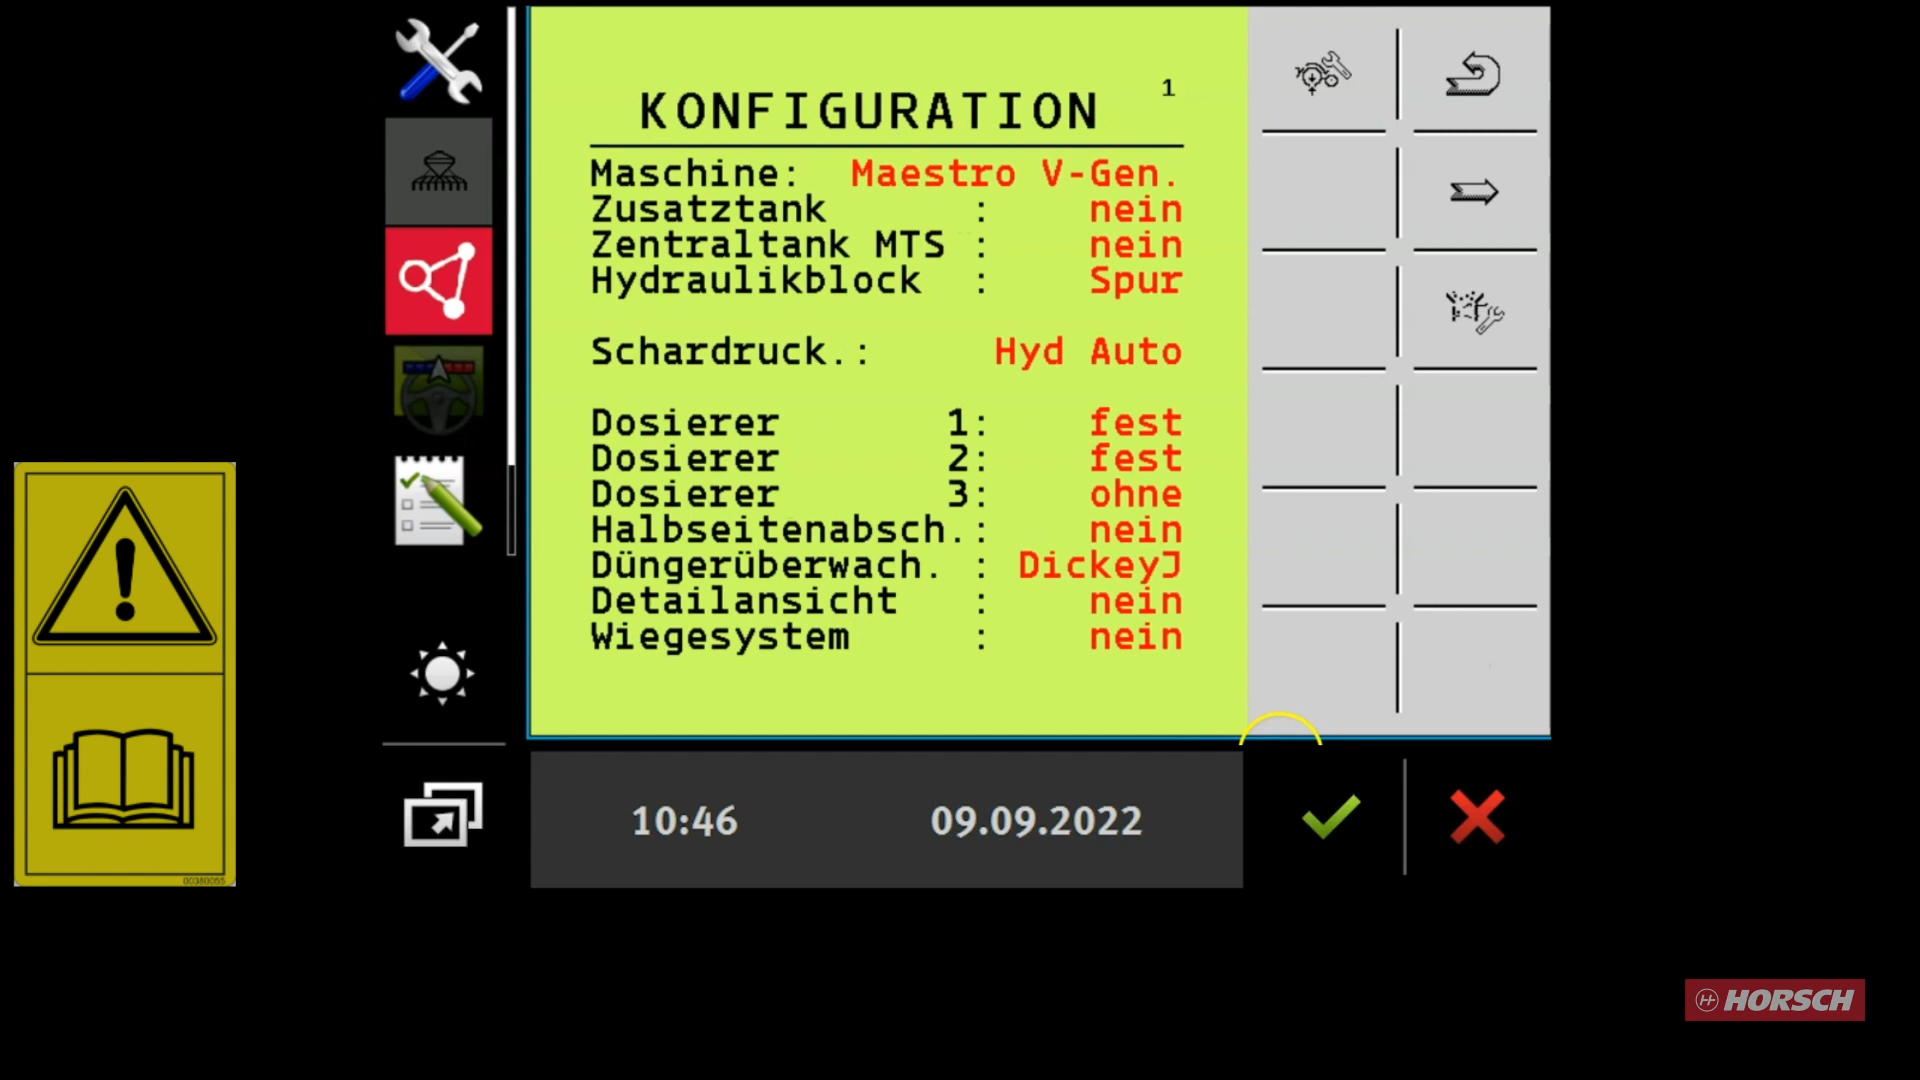 1
KONFIGURATION
Maschine: Maestro V-Gen.
Zusatztank : nein
Zentraltank MTS : nein
Hydraulikblock : Spur
Schardruck.: Hyd Auto
Dosierer 1: fest
Dosierer 2: fest
Dosierer 3: ohne
Halbseitenabsch.: nein
Düngerüberwach. : DickeyJ
Detailansicht : nein
Wiegesystem : nein
00380055
10:46 09.09.2022
HORSCH